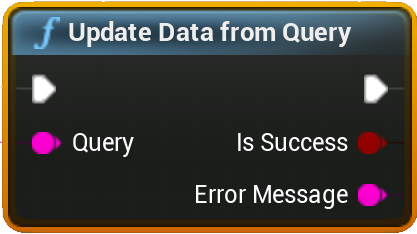 f Update Data from Query
Query Is Success
Error Message